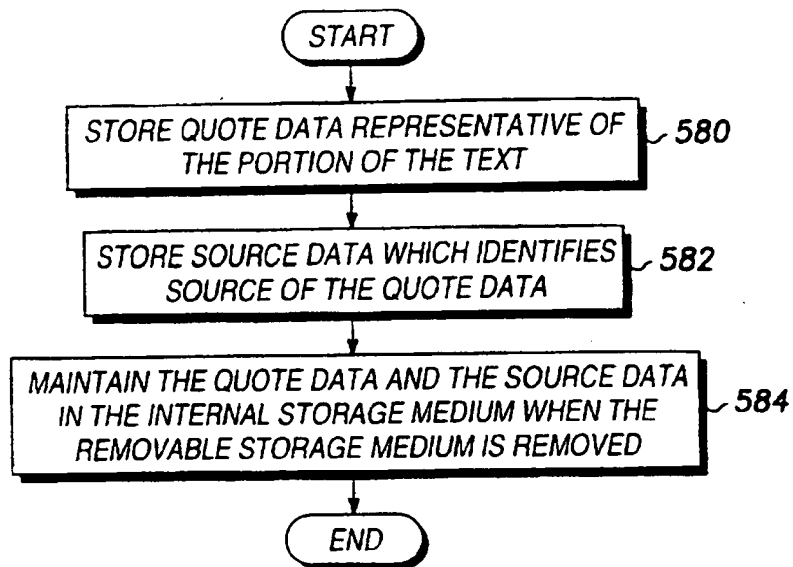 START
STORE QUOTE DATA REPRESENTATIVE OF
THE PORTION OF THE TEXT
580
STORE SOURCE DATA WHICH IDENTIFIES
SOURCE OF THE QUOTE DATA
582
MAINTAIN THE QUOTE DATA AND THE SOURCE DATA
IN THE INTERNAL STORAGE MEDIUM WHEN THE
REMOVABLE STORAGE MEDIUM IS REMOVED
584
END